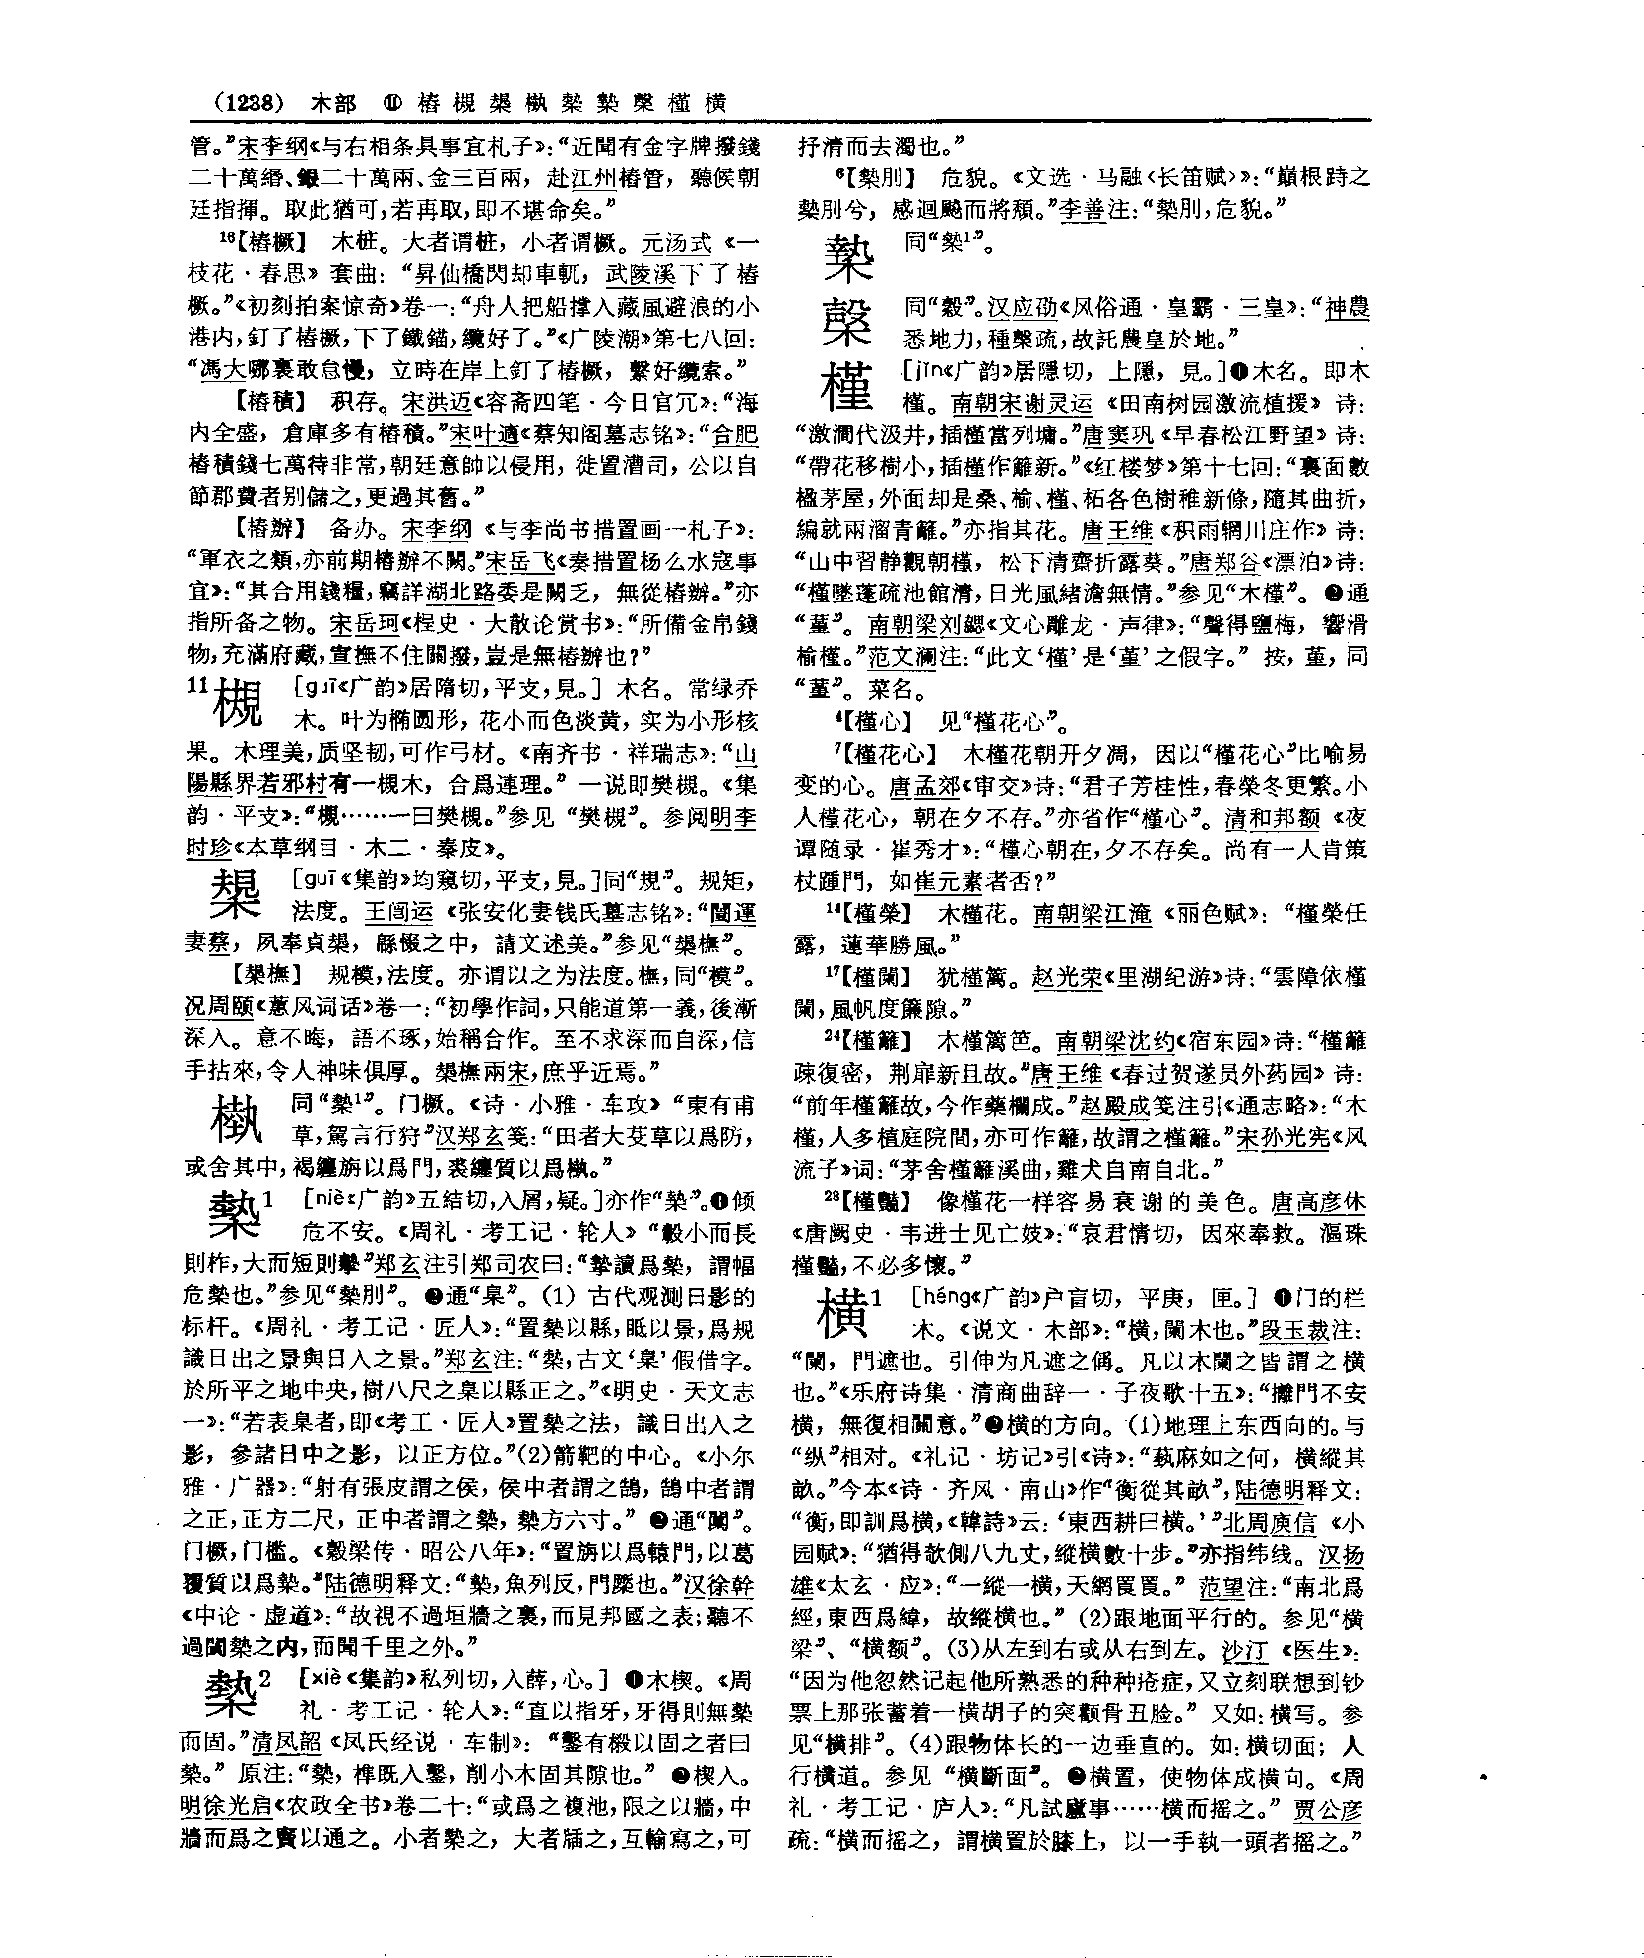 （1238） 木部 ⑪ 樁 槻 槼 槸 槷 㯼 㲉 槿 横
管。”宋李纲《与右相条具事宜札子》：“近聞有金字牌撥錢
二十萬緡、銀二十萬兩、金三百兩，赴江州樁管，聽候朝
廷指揮。取此猶可，若再取，即不堪命矣。”
16【樁橛】 木桩。大者谓桩，小者谓橛。元汤式《一
枝花·春思》套曲：“昇仙橋閃却車軏，武陵溪下了樁
橛。”《初刻拍案惊奇》卷一：“舟人把船撑入藏風避浪的小
港内，釘了樁橛，下了鐵錨，纜好了。”《广陵潮》第七八回：
“馮大哪裏敢怠慢，立時在岸上釘了樁橛，繫好纜索。”
【樁積】 积存。宋洪迈《容斋四笔·今日官冗》：“海
内全盛，倉庫多有樁積。”宋叶適《蔡知阁墓志铭》：“合肥
樁積錢七萬待非常，朝廷意帥以侵用，徙置漕司，公以自
節郡費者别儲之，更過其舊。”
【樁辦】 备办。宋李纲《与李尚书措置画一札子》：
“軍衣之類，亦前期樁辦不闕。”宋岳飞《奏措置杨么水寇事
宜》：“其合用錢糧，竊詳湖北路委是闕乏，無從樁辦。”亦
指所备之物。宋岳珂《桯史·大散论赏书》：“所備金帛錢
物，充滿府藏，宣撫不住關撥，豈是無樁辦也？”
11槻 ［guī《广韵》居隋切，平支，見。］木名。常绿乔
木。叶为椭圆形，花小而色淡黄，实为小形核
果。木理美，质坚韧，可作弓材。《南齐书·祥瑞志》：“山
陽縣界若邪村有一槻木，合爲連理。”一说即樊槻。《集
韵·平支》：“槻……一曰樊槻。”参见“樊槻”。参阅明李
时珍《本草纲目·木二·秦皮》。
槼 ［guī《集韵》均窺切，平支，見。］同“規”。规矩，
法度。王闿运《张安化妻钱氏墓志铭》：“闓運
妻蔡，夙奉貞槼，緜惙之中，請文述美。”参见“槼橅”。
【槼橅】 规模，法度。亦谓以之为法度。橅，同“模”。
况周颐《蕙风词话》卷一：“初學作詞，只能道第一義，後漸
深入。意不晦，語不琢，始稱合作。至不求深而自深，信
手拈來，令人神味俱厚。槼橅兩宋，庶乎近焉。”
槸 同“槷1”。门橛。《诗·小雅·车攻》“東有甫
草，駕言行狩”汉郑玄笺：“田者大芟草以爲防，
或舍其中，褐纏旃以爲門，裘纏質以爲槸。”
槷1 ［niè《广韵》五結切，入屑，疑。］亦作“㯼”。❶倾
危不安。《周礼·考工记·轮人》“轂小而長
則柞，大而短則摯”郑玄注引郑司农曰：“摯讀爲槷，謂輻
危槷也。”参见“槷刖”。❷通“臬”。（1）古代观测日影的
标杆。《周礼·考工记·匠人》：“置槷以縣，眡以景，爲规
識日出之景與日入之景。”郑玄注：“槷，古文‘臬’假借字。
於所平之地中央，樹八尺之臬以縣正之。”《明史·天文志
一》：“若表臬者，即《考工·匠人》置槷之法，識日出入之
影，參諸日中之影，以正方位。”（2）箭靶的中心。《小尔
雅·广器》：“射有張皮謂之侯，侯中者謂之鵠，鵠中者謂
之正，正方二尺，正中者謂之槷，槷方六寸。”❸通“闑”。
门橛，门槛。《穀梁传·昭公八年》：“置旃以爲轅門，以葛
覆質以爲槷。”陆德明释文：“槷，魚列反，門橜也。”汉徐幹
《中论·虚道》：“故視不過垣牆之裏，而見邦國之表；聽不
過閾槷之内，而聞千里之外。”
槷2 ［xiè《集韵》私列切，入薛，心。］❶木楔。《周
礼·考工记·轮人》：“直以指牙，牙得則無槷
而固。”清凤韶《凤氏经说·车制》：“鑿有椴以固之者曰
槷。”原注：“槷，榫既入鑿，削小木固其隙也。”❷楔入。
明徐光启《农政全书》卷二十：“或爲之複池，限之以牆，中
牆而爲之竇以通之。小者槷之，大者牐之，互輸寫之，可
抒清而去濁也。”
6【槷刖】 危貌。《文选·马融〈长笛赋〉》：“巔根跱之
槷刖兮，感迴飇而將頽。”李善注：“槷刖，危貌。”
㯼 同“槷1”。
㲉 同“穀”。汉应劭《风俗通·皇霸·三皇》：“神農
悉地力，種㲉疏，故託農皇於地。”
槿 ［jǐn《广韵》居隱切，上隱，見。］❶木名。即木
槿。南朝宋谢灵运《田南树园激流植援》诗：
“激澗代汲井，插槿當列墉。”唐窦巩《早春松江野望》诗：
“帶花移樹小，插槿作籬新。”《红楼梦》第十七回：“裏面數
楹茅屋，外面却是桑、榆、槿、柘各色樹稚新條，隨其曲折，
編就兩溜青籬。”亦指其花。唐王维《积雨辋川庄作》诗：
“山中習静觀朝槿，松下清齋折露葵。”唐郑谷《漂泊》诗：
“槿墜蓬疏池館清，日光風緒澹無情。”参见“木槿”。❷通
“蓳”。南朝梁刘勰《文心雕龙·声律》：“聲得鹽梅，響滑
榆槿。”范文澜注：“此文‘槿’是‘堇’之假字。”按，堇，同
“蓳”。菜名。
4【槿心】 见“槿花心”。
7【槿花心】 木槿花朝开夕凋，因以“槿花心”比喻易
变的心。唐孟郊《审交》诗：“君子芳桂性，春榮冬更繁。小
人槿花心，朝在夕不存。”亦省作“槿心”。清和邦额《夜
谭随录·崔秀才》：“槿心朝在，夕不存矣。尚有一人肯策
杖踵門，如崔元素者否？”
14【槿榮】 木槿花。南朝梁江淹《丽色赋》：“槿榮任
露，蓮華勝風。”
17【槿闌】 犹槿篱。赵光荣《里湖纪游》诗：“雲障依槿
闌，風帆度簾隙。”
24【槿籬】 木槿篱笆。南朝梁沈约《宿东园》诗：“槿籬
疎復密，荆扉新且故。”唐王维《春过贺遂员外药园》诗：
“前年槿籬故，今作藥欄成。”赵殿成笺注引《通志略》：“木
槿，人多植庭院間，亦可作籬，故謂之槿籬。”宋孙光宪《风
流子》词：“茅舍槿籬溪曲，雞犬自南自北。”
28【槿豔】 像槿花一样容易衰谢的美色。唐高彦休
《唐阙史·韦进士见亡妓》：“哀君情切，因來奉救。漚珠
槿豔，不必多懷。”
横1 ［héng《广韵》户盲切，平庚，匣。］❶门的栏
木。《说文·木部》：“横，闌木也。”段玉裁注：
“闌，門遮也。引伸为凡遮之偁。凡以木闌之皆謂之横
也。”《乐府诗集·清商曲辞一·子夜歌十五》：“攡門不安
横，無復相關意。”❷横的方向。（1）地理上东西向的。与
“纵”相对。《礼记·坊记》引《诗》：“蓺麻如之何，横縱其
畝。”今本《诗·齐风·南山》作“衡從其畝”，陆德明释文：
“衡，即訓爲横，《韓詩》云：‘東西耕曰横。’”北周庾信《小
园赋》：“猶得欹側八九丈，縱横數十步。”亦指纬线。汉扬
雄《太玄·应》：“一縱一横，天網罠罠。”范望注：“南北爲
經，東西爲緯，故縱横也。”（2）跟地面平行的。参见“横
梁”、“横额”。（3）从左到右或从右到左。沙汀《医生》：
“因为他忽然记起他所熟悉的种种疮症，又立刻联想到钞
票上那张蓄着一横胡子的突颧骨丑脸。”又如：横写。参
见“横排”。（4）跟物体长的一边垂直的。如：横切面；人
行横道。参见“横斷面”。❸横置，使物体成横向。《周
礼·考工记·庐人》：“凡試廬事……横而摇之。”贾公彦
疏：“横而摇之，謂横置於膝上，以一手執一頭者摇之。”